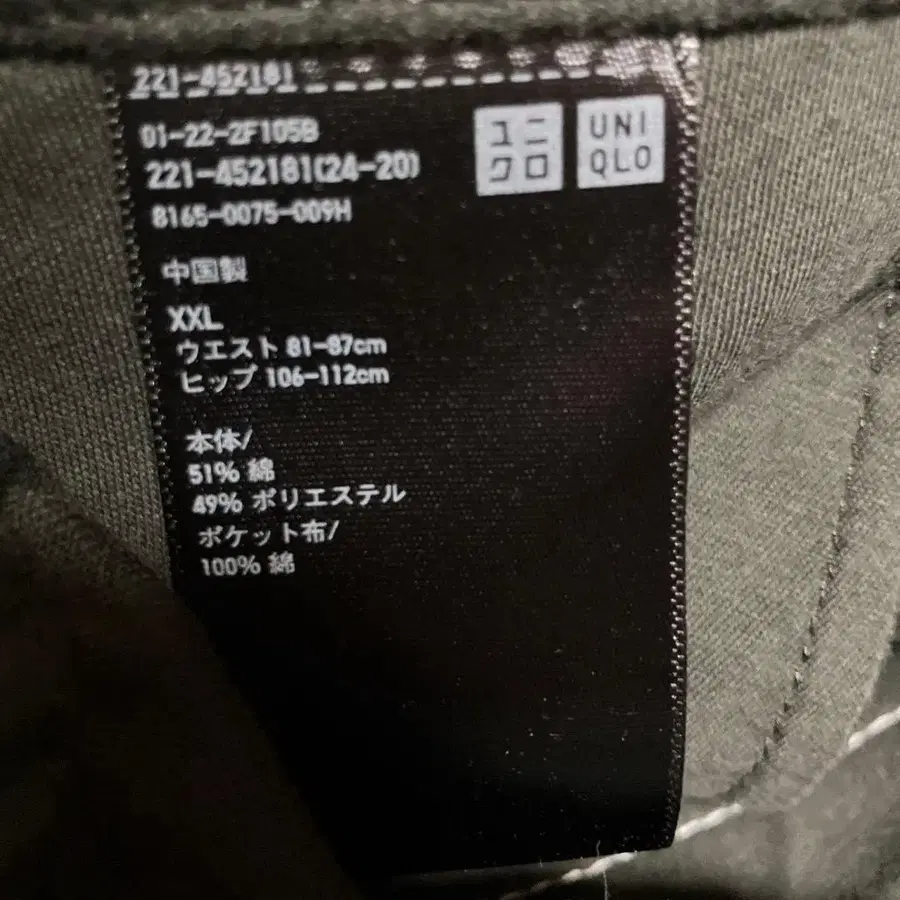 221-452181
01-22-2F105B
221-452181(24-20)
8165-0075-009H
ユニ
クロ
UNI
QLO
中国製
XXL
ウエスト 81-87cm
ヒップ 106-112cm
本体/
51% 綿
49% ポリエステル
ポケット布/
100% 綿